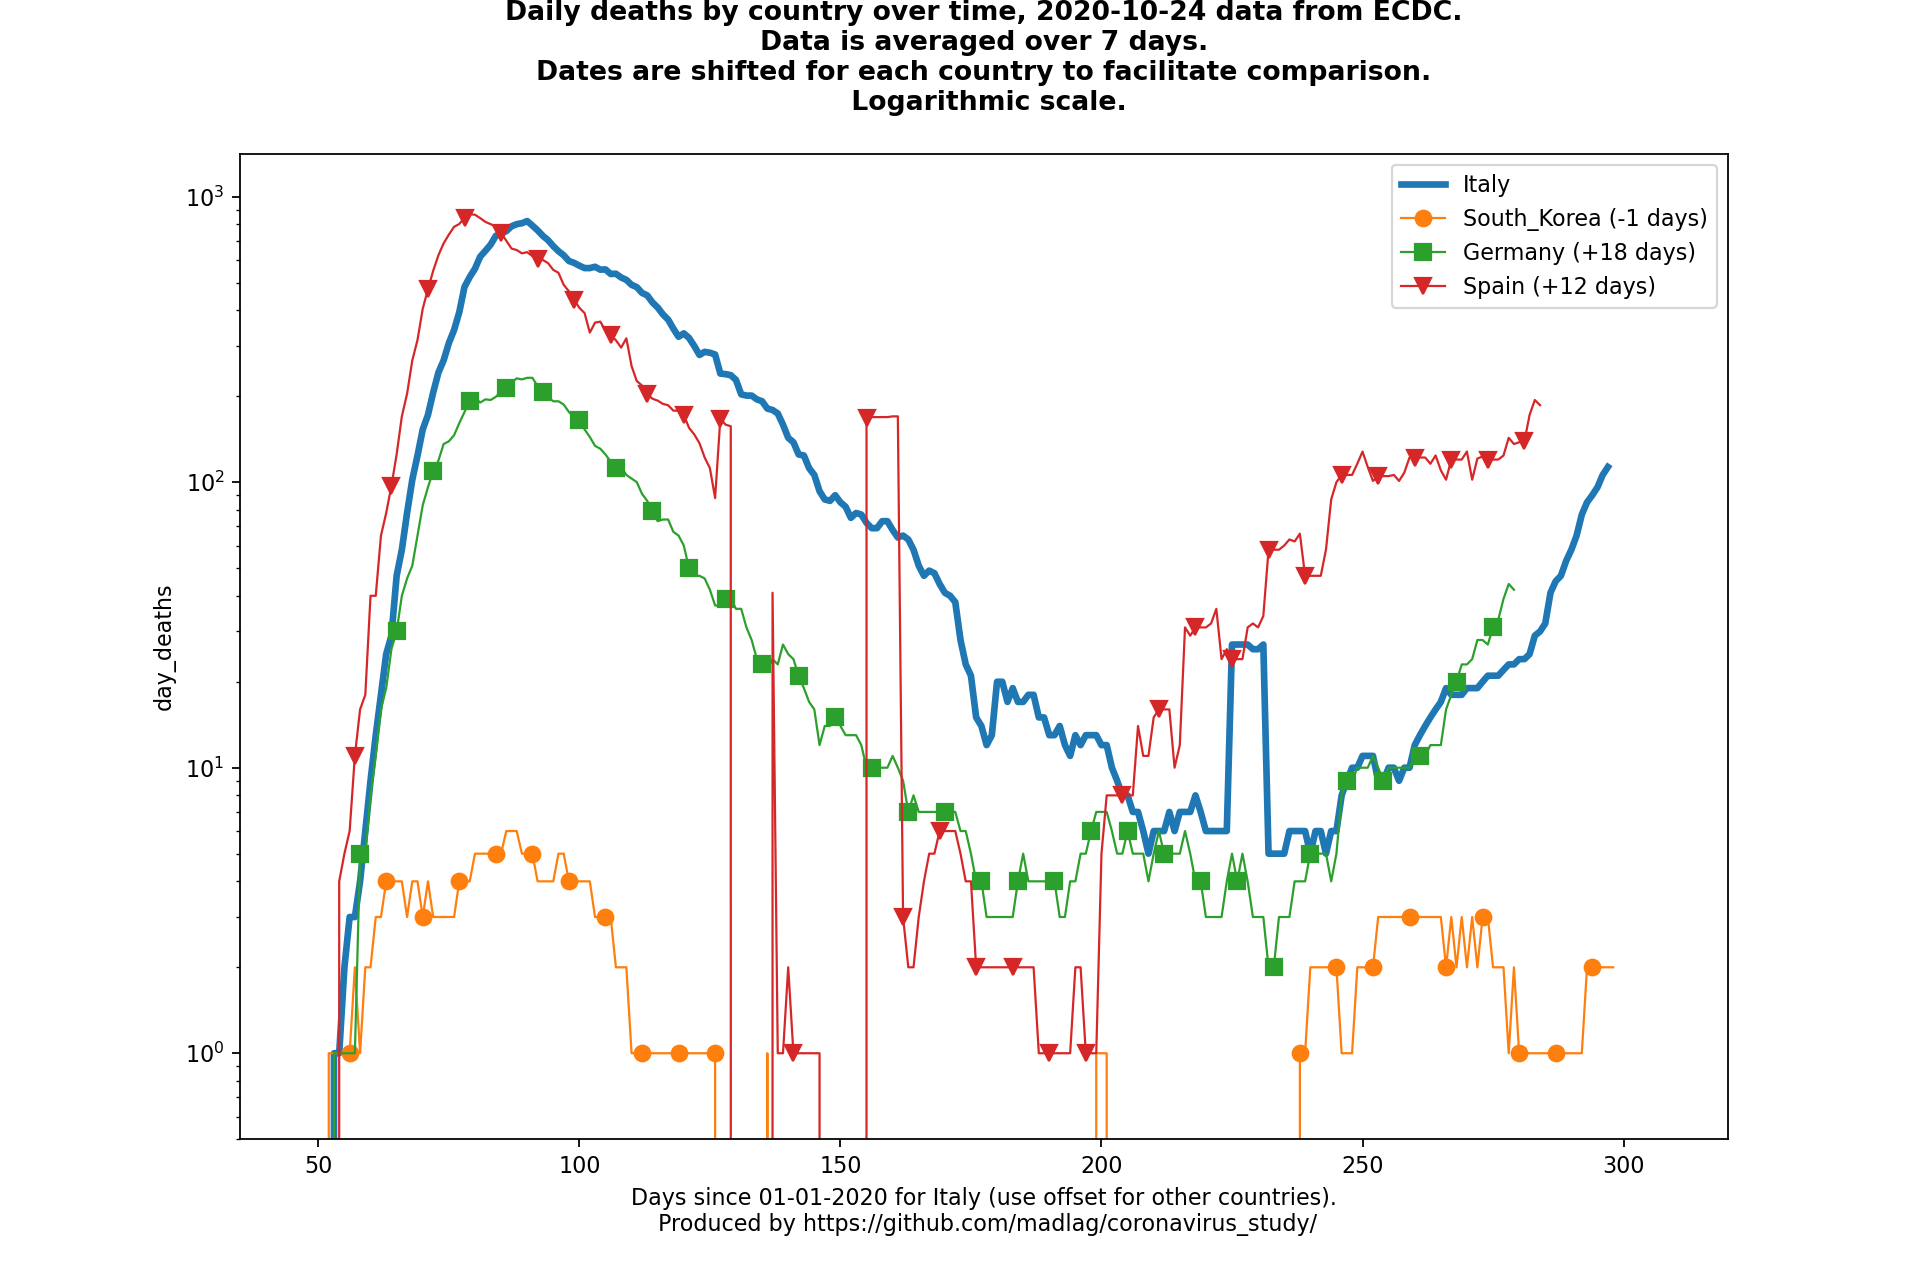 Daily deaths by country over time, 2020-10-24 data from ECDC.
Data is averaged over 7 days.
Dates are shifted for each country to facilitate comparison.
Logarithmic scale.
Italy
South_Korea (-1 days)
Germany (+18 days)
Spain (+12 days)
10³
10²
10¹
10⁰
day_deaths
50 100 150 200 250 300
Days since 01-01-2020 for Italy (use offset for other countries).
Produced by https://github.com/madlag/coronavirus_study/